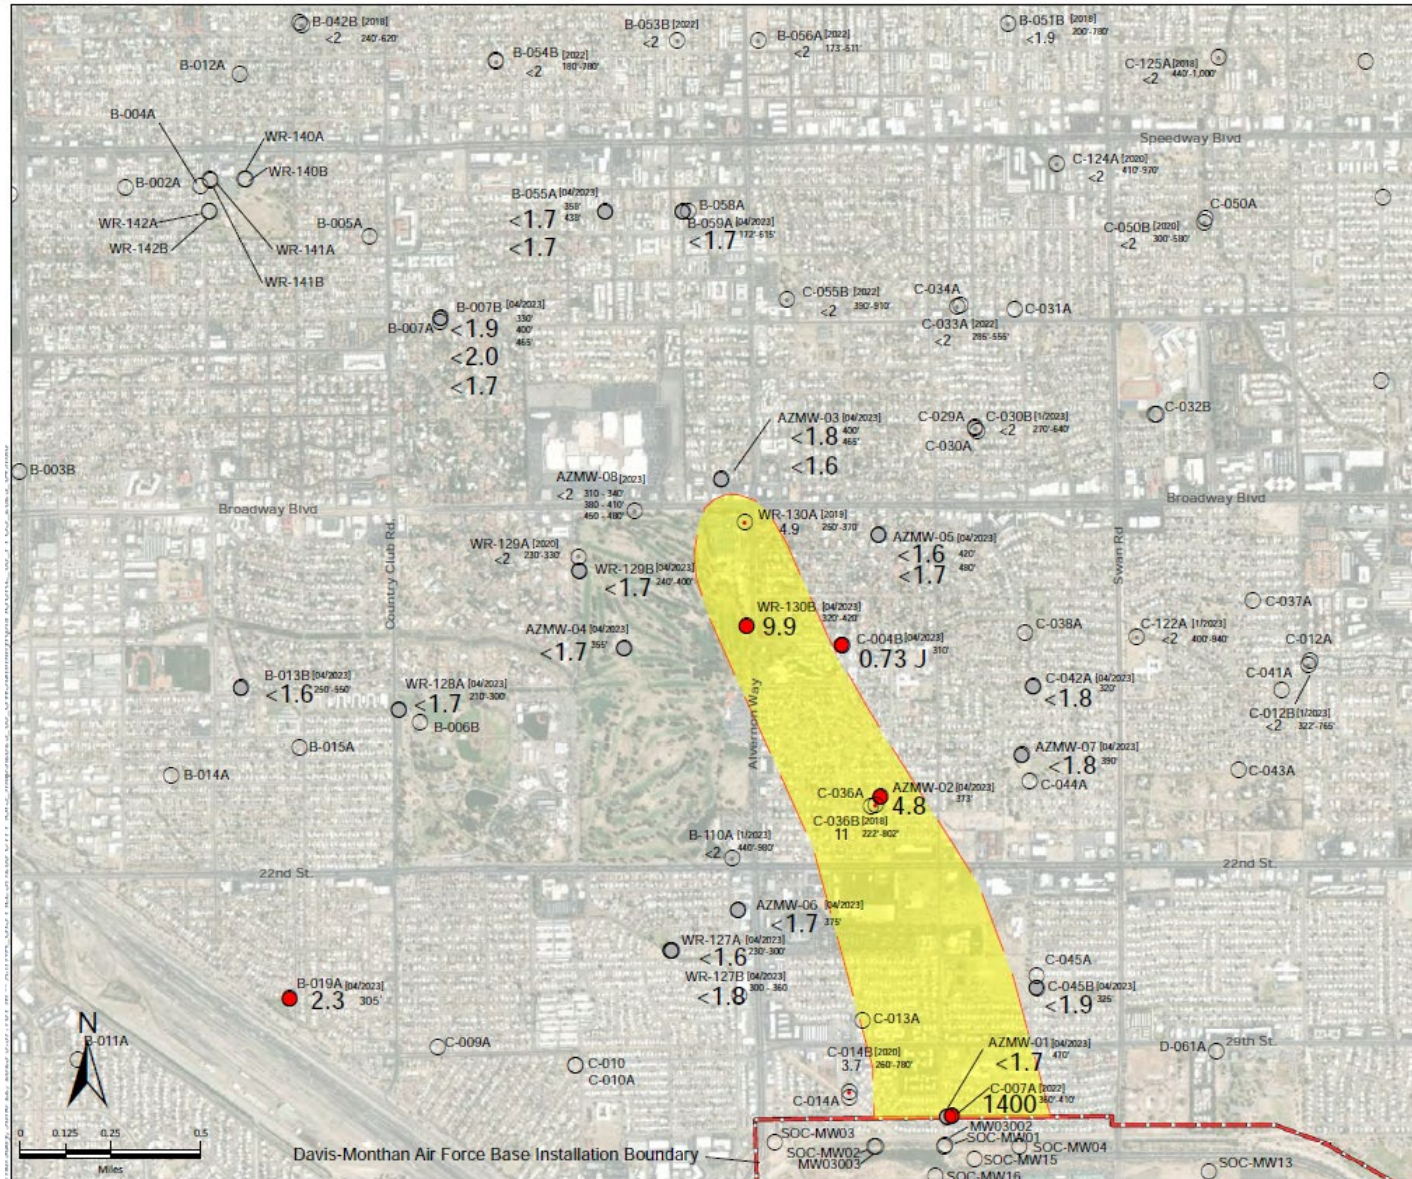 B-042B [2018]
<2 240'-620'
B-053B [2022]
<2
B-056A [2022]
<2 173'-511'
B-051B [2019]
<1.9 200'-780'
B-054B [2022]
<2 180'-780'
B-012A
C-125A [2018]
<2 440'-1,000'
B-004A
WR-140A
Speedway Blvd
WR-140B
C-124A [2020]
<2 410'-970'
B-002A
B-055A [04/2023]
358'
<1.7 438'
<1.7
B-058A
B-059A [04/2023]
<1.7 172'-615'
WR-142A
WR-142B
B-005A
WR-141A
WR-141B
C-050A
C-050B [2020]
<2 300'-580'
C-055B [2022]
<2 390'-910'
C-034A
C-033A [2022]
<2 285'-555'
C-031A
B-007B [04/2023]
B-007A
330'
<1.9 400'
465'
<2.0
<1.7
AZMW-03 [04/2023]
<1.8 400'
465'
<1.6
C-029A
C-030B [1/2023]
<2 270'-640'
C-030A
C-032B
B-003B
AZMW-08 [2023]
<2 310 - 340'
380 - 410'
450 - 480'
Broadway Blvd
Broadway Blvd
WR-130A [2019]
4.9 250'-370'
Country Club Rd.
Swan Rd
WR-129A [2020]
<2 230'-330'
AZMW-05 [04/2023]
<1.6 420'
<1.7 480'
WR-129B [04/2023]
<1.7 240'-400'
WR-130B [04/2023]
9.9 320'-420'
C-037A
AZMW-04 [04/2023]
<1.7 355'
C-004B [04/2023]
0.73 J 310'
C-038A
C-122A [1/2023]
<2 400'-940'
C-012A
B-013B [04/2023]
<1.6 250'-550'
WR-128A [04/2023]
<1.7 210'-300'
B-006B
Alvernon Way
C-042A [04/2023]
<1.8 320'
C-041A
C-012B [1/2023]
<2 322'-765'
B-015A
B-014A
AZMW-07 [04/2023]
<1.8 390'
C-044A
C-043A
C-036A
AZMW-02 [04/2023]
4.8 373'
C-036B [2018]
11 222'-802'
B-110A [1/2023]
<2 440'-980'
22nd St.
22nd St.
AZMW-06 [04/2023]
<1.7 375'
WR-127A [04/2023]
<1.6 230'-300'
WR-127B [04/2023]
<1.8 300 - 360
C-045A
C-045B [04/2023]
<1.9 325'
B-019A [04/2023]
2.3 305'
C-013A
N
B-011A
C-009A
C-010
C-010A
C-014B [2020]
3.7 260'-780'
C-014A
AZMW-01 [04/2023]
<1.7 470'
C-007A [2022]
1400 360'-410'
D-061A
29th St.
0 0.125 0.25 0.5
Miles
Davis-Monthan Air Force Base Installation Boundary
MW03002
SOC-MW03
SOC-MW01
SOC-MW02
MW03003
SOC-MW04
SOC-MW15
SOC-MW16
SOC-MW13